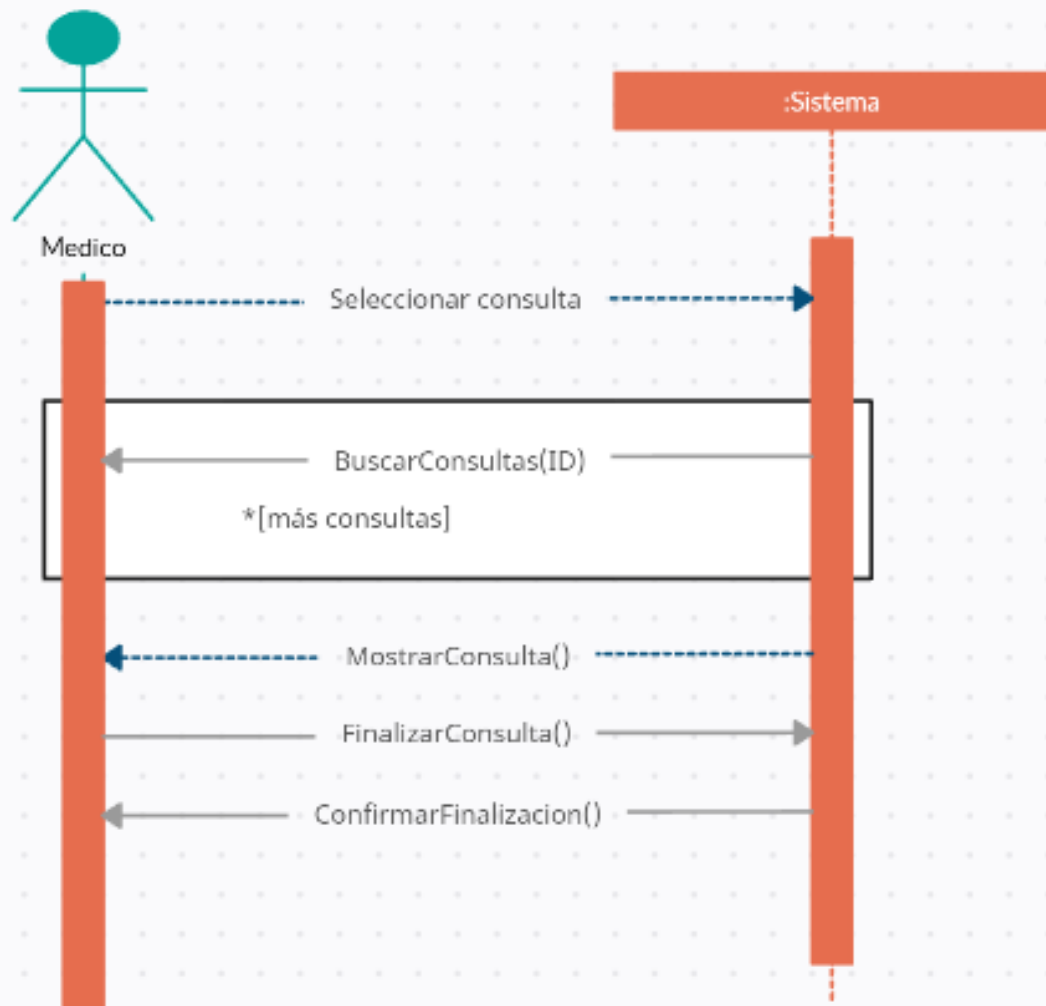 :Sistema
Medico
Seleccionar consulta
BuscarConsultas(ID)
*[más consultas]
MostrarConsulta()
FinalizarConsulta()
ConfirmarFinalizacion()